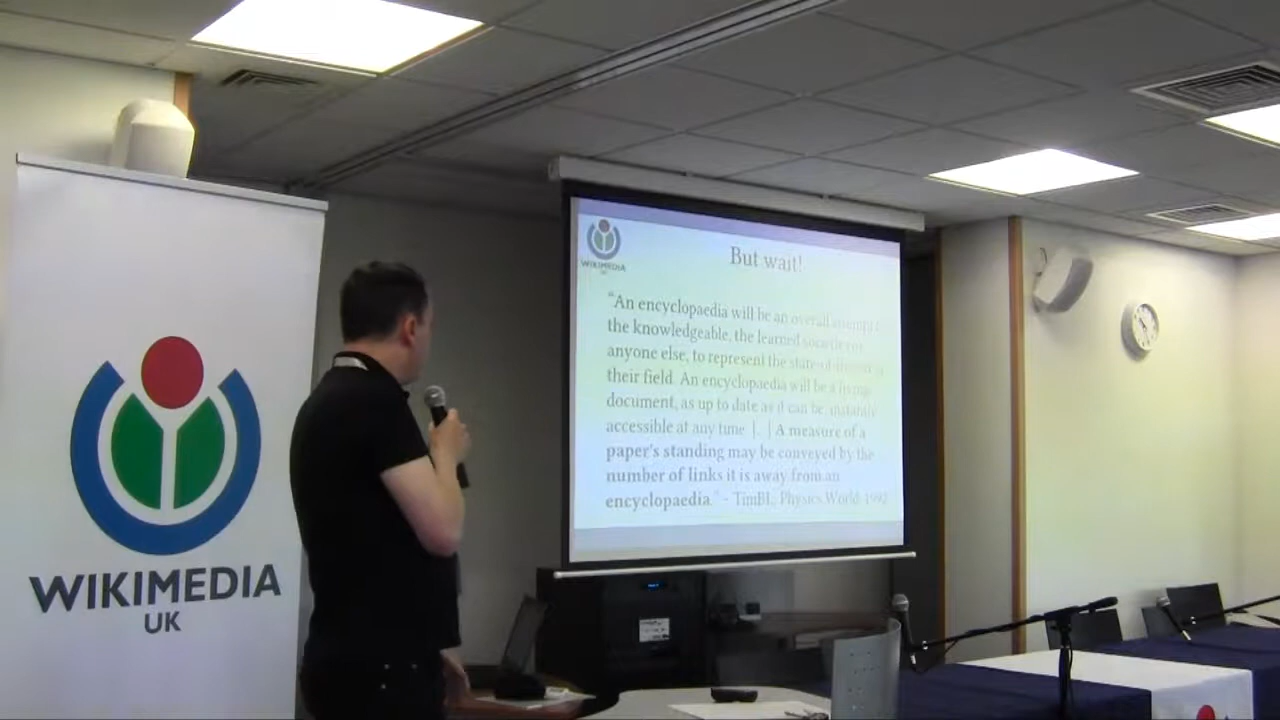 WIKIMEDIA
UK
WIKIMEDIA
UK
But wait!
"An encyclopaedia will be an overall attempt
the knowledgeable, the learned societies or
anyone else, to represent the state of
their field. An encyclopaedia will be a living
document, as up to date as it can be, instantly
accessible at any time [...] A measure of a
paper's standing may be conveyed by the
number of links it is away from an
encyclopaedia." - TimBL, Physics World, 1992